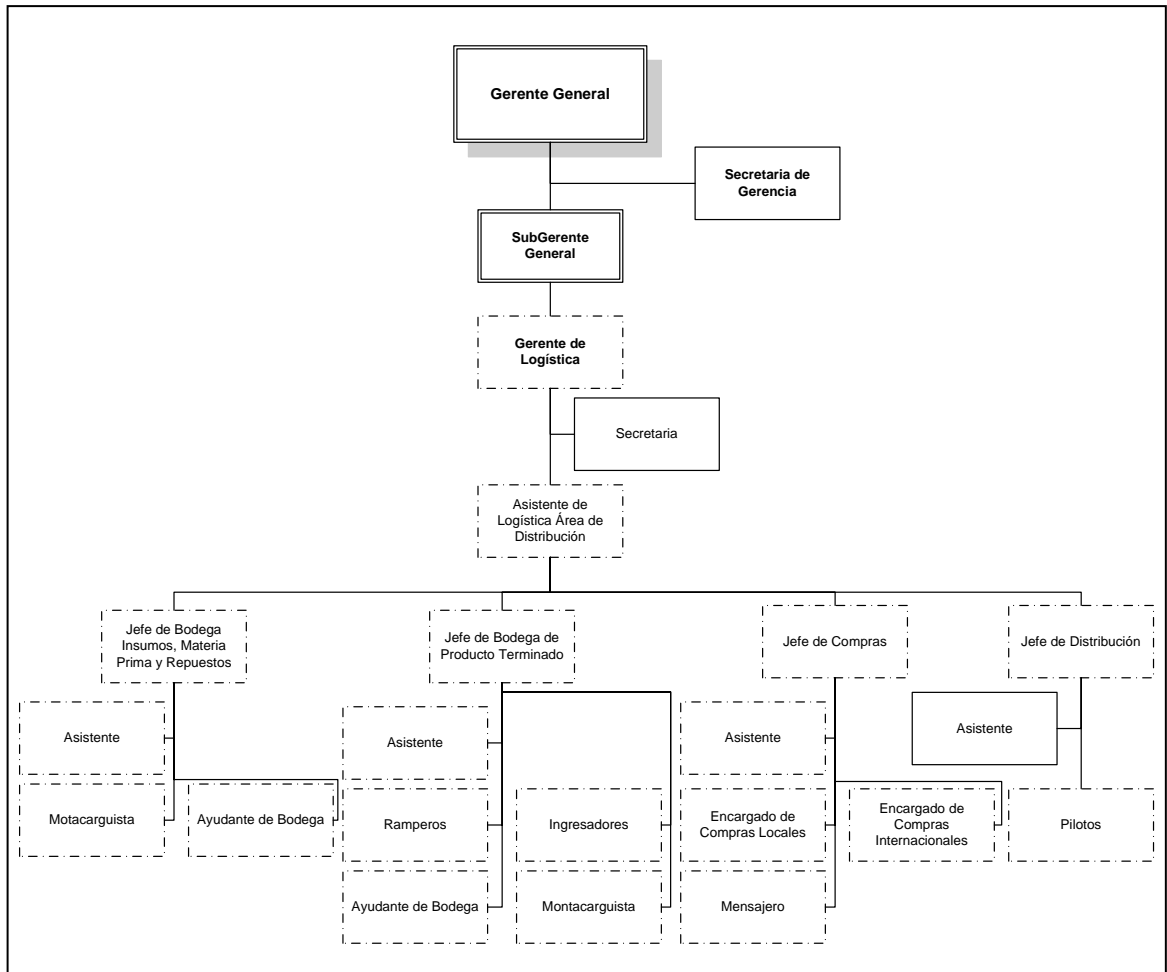 Gerente General
Secretaria de
Gerencia
SubGerente
General
Gerente de
Logística
Secretaria
Asistente de
Logística Área de
Distribución
Jefe de Bodega
Insumos, Materia
Prima y Repuestos
Jefe de Bodega de
Producto Terminado
Jefe de Compras
Jefe de Distribución
Asistente
Asistente
Asistente
Asistente
Motacarguista
Ayudante de Bodega
Ramperos
Ingresadores
Encargado de
Compras Locales
Encargado de
Compras
Internacionales
Pilotos
Ayudante de Bodega
Montacarguista
Mensajero